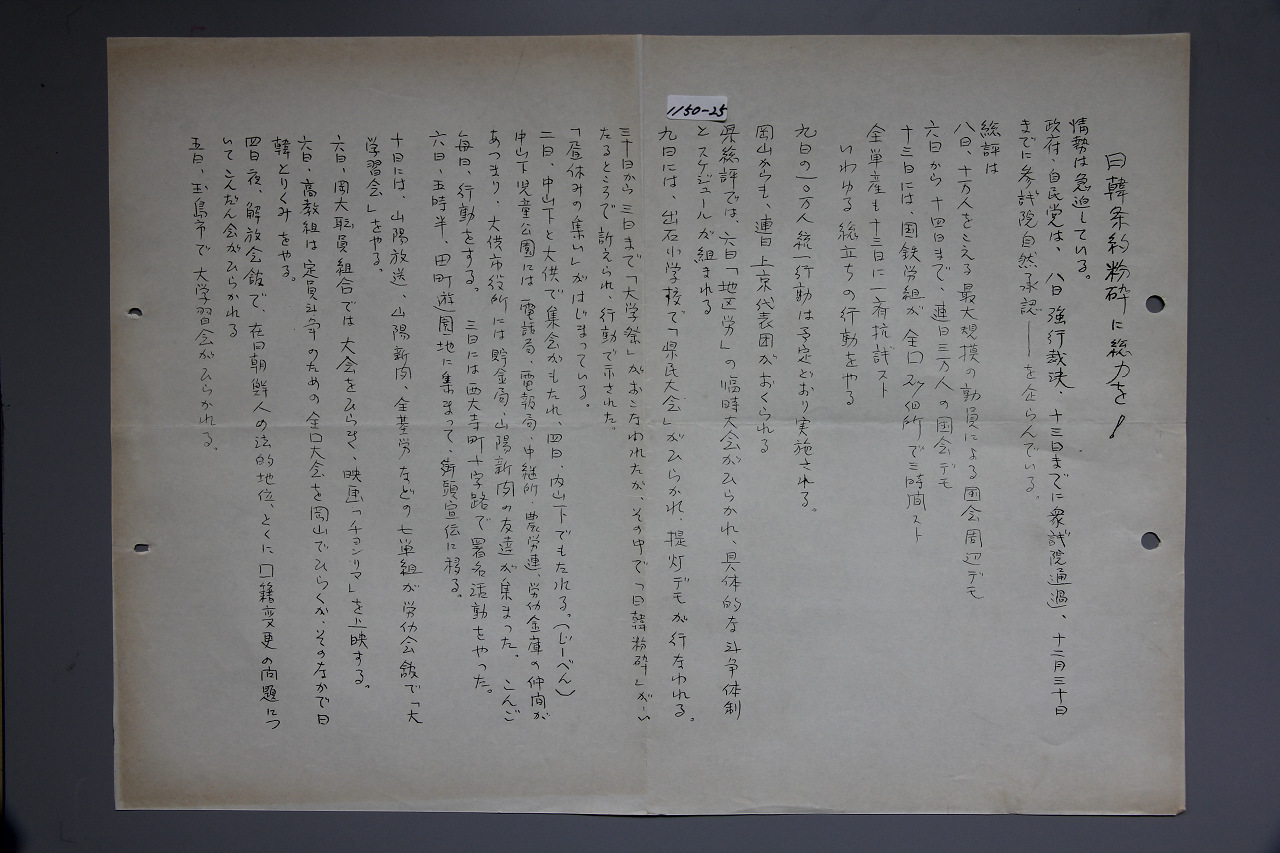 1150-25
日韓条約粉砕に総力を！
情勢は急迫している。
政府・自民党は、八日強行裁決、十三日までに衆議院通過、十二月三十日
までに参議院自然承認――を企らんでいる。
総評は
八日、十万人をこえる最大規模の動員による国会周辺デモ
六日から十四日まで、連日三万人の国会デモ
十三日には、国鉄労組が全口 ヶ所で三時間スト
全単産も十三日に一斉抗議スト
いわゆる総立ちの行動をやる
九日の一〇万人統一行動は予定どおり実施される。
岡山からも、連日上京代表団がおくられる
県総評では、六日「地区労」の臨時大会がひらかれ、具体的な斗争体制
とスケジュールが組まれる
九日には、出石小学校で「県民大会」がひらかれ、提灯デモが行なわれる。
三十日から三日まで「大学祭」がおこなわれたが、その中で「日韓粉砕」がい
たるところで訴えられ、行動で示された。
「昼休みの集い」がはじまっている。
二日、中山下と大供で集会がもたれ、四日、内山下でもたれる。（じーべん）
中山下児童公園には電話局、電報局、中継所、農労連、労仂金庫の仲間が
あつまり、大供市役所には貯金局、山陽新聞の友達が集まった。こんご
毎日、行動をする。 三日には西大寺町十字路で署名活動をやった。
六日、五時半、田町遊園地に集まって、街頭宣伝に移る。
十日には、山陽放送、山陽新聞、全基労などの七単組が労仂会館で「大
学習会」をやる。
六日、岡大職員組合では大会をひらき、映画「チョンリマ」を上映する。
六日、高教組は定員斗争のための全口大会を岡山でひらくが、そのなかで日
韓とりくみをやる。
四日夜、解放会館で、在日朝鮮人の法的地位、とくに口籍変更の問題につ
いてこんだん会がひらかれる
五日、玉島市で大学習会がひらかれる。